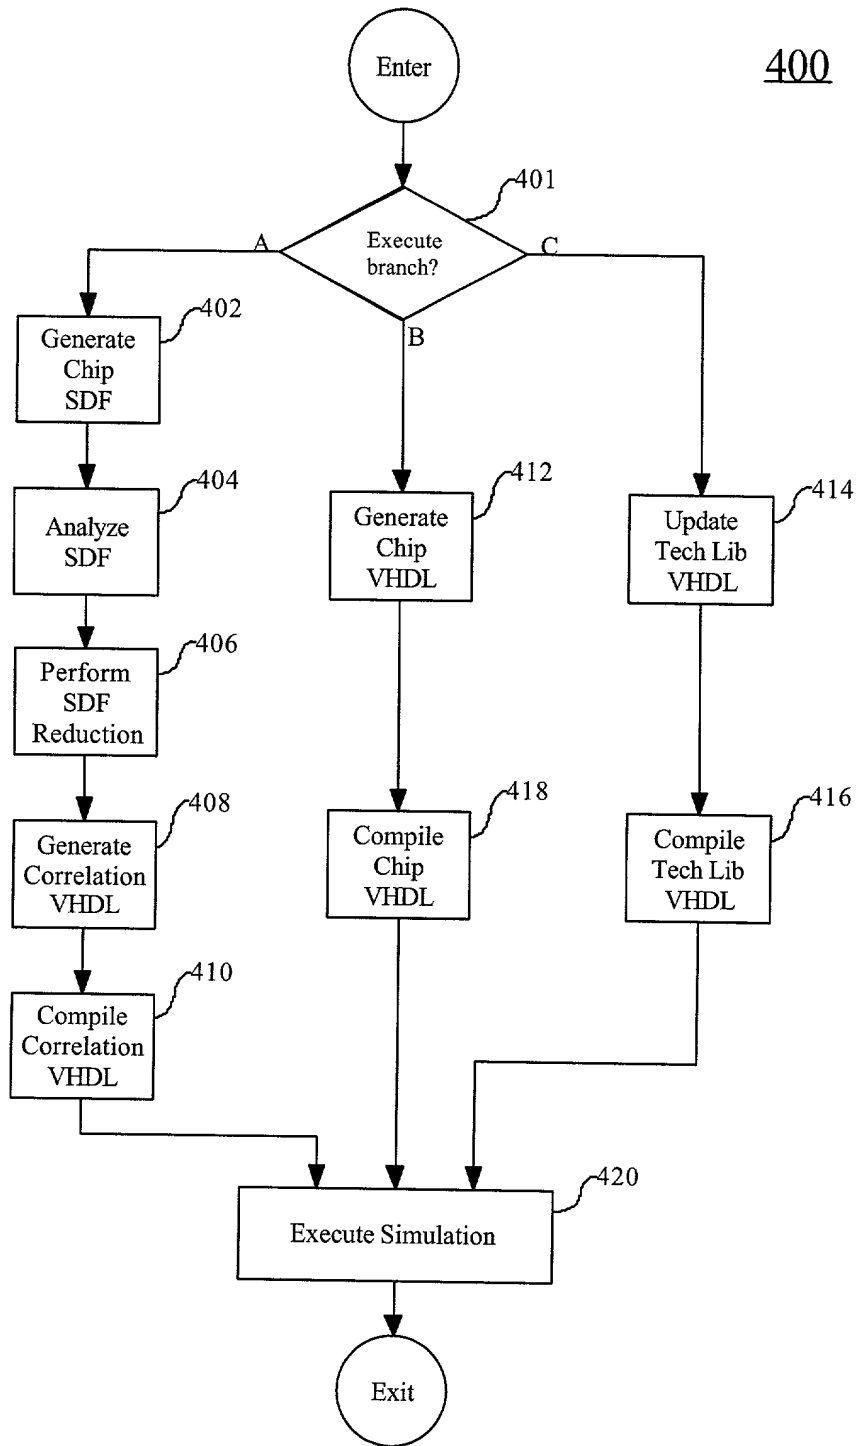 Enter
400
401
Execute
branch?
A
C
B
402
Generate
Chip
SDF
404
Analyze
SDF
412
Generate
Chip
VHDL
414
Update
Tech Lib
VHDL
406
Perform
SDF
Reduction
408
Generate
Correlation
VHDL
418
Compile
Chip
VHDL
416
Compile
Tech Lib
VHDL
410
Compile
Correlation
VHDL
420
Execute Simulation
Exit